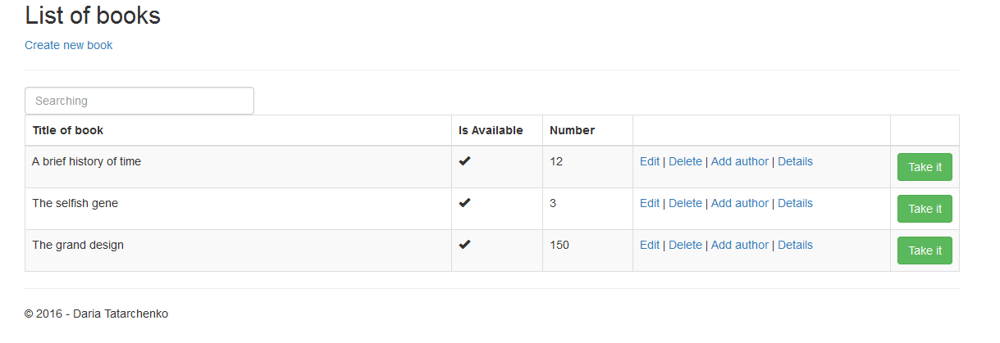 List of books
Create new book
Searching
Title of book Is Available Number
A brief history of time 12 Edit | Delete | Add author | Details Take it
The selfish gene 3 Edit | Delete | Add author | Details Take it
The grand design 150 Edit | Delete | Add author | Details Take it
© 2016 - Daria Tatarchenko